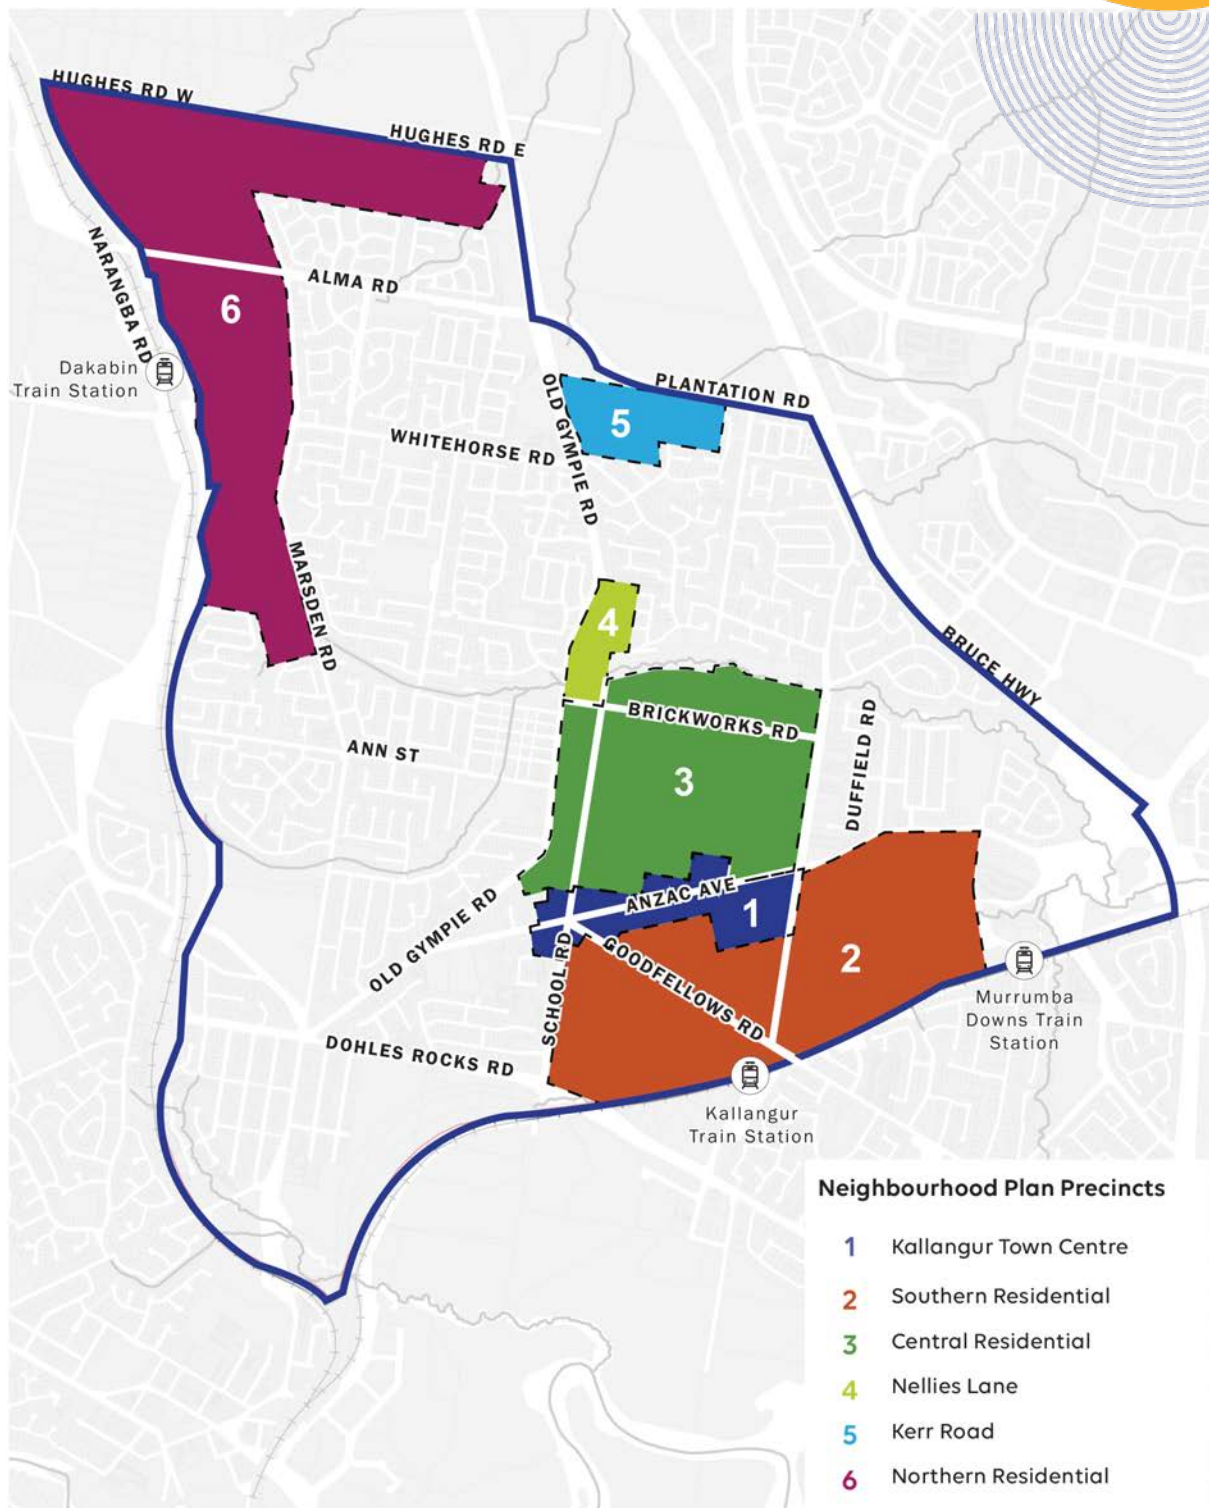 HUGHES RD W
HUGHES RD E
NARANGBA RD
ALMA RD
6
Dakabin
Train Station
OLD GYMPIE RD
PLANTATION RD
5
WHITEHORSE RD
MARSDEN RD
4
BRUCE HWY
BRICKWORKS RD
DUFFIELD RD
ANN ST
3
ANZAC AVE
1
OLD GYMPIE RD
SCHOOL RD
GOODFELLOWS RD
2
DOHLES ROCKS RD
Murrumba
Downs Train
Station
Kallangur
Train Station
Neighbourhood Plan Precincts
1 Kallangur Town Centre
2 Southern Residential
3 Central Residential
4 Nellies Lane
5 Kerr Road
6 Northern Residential